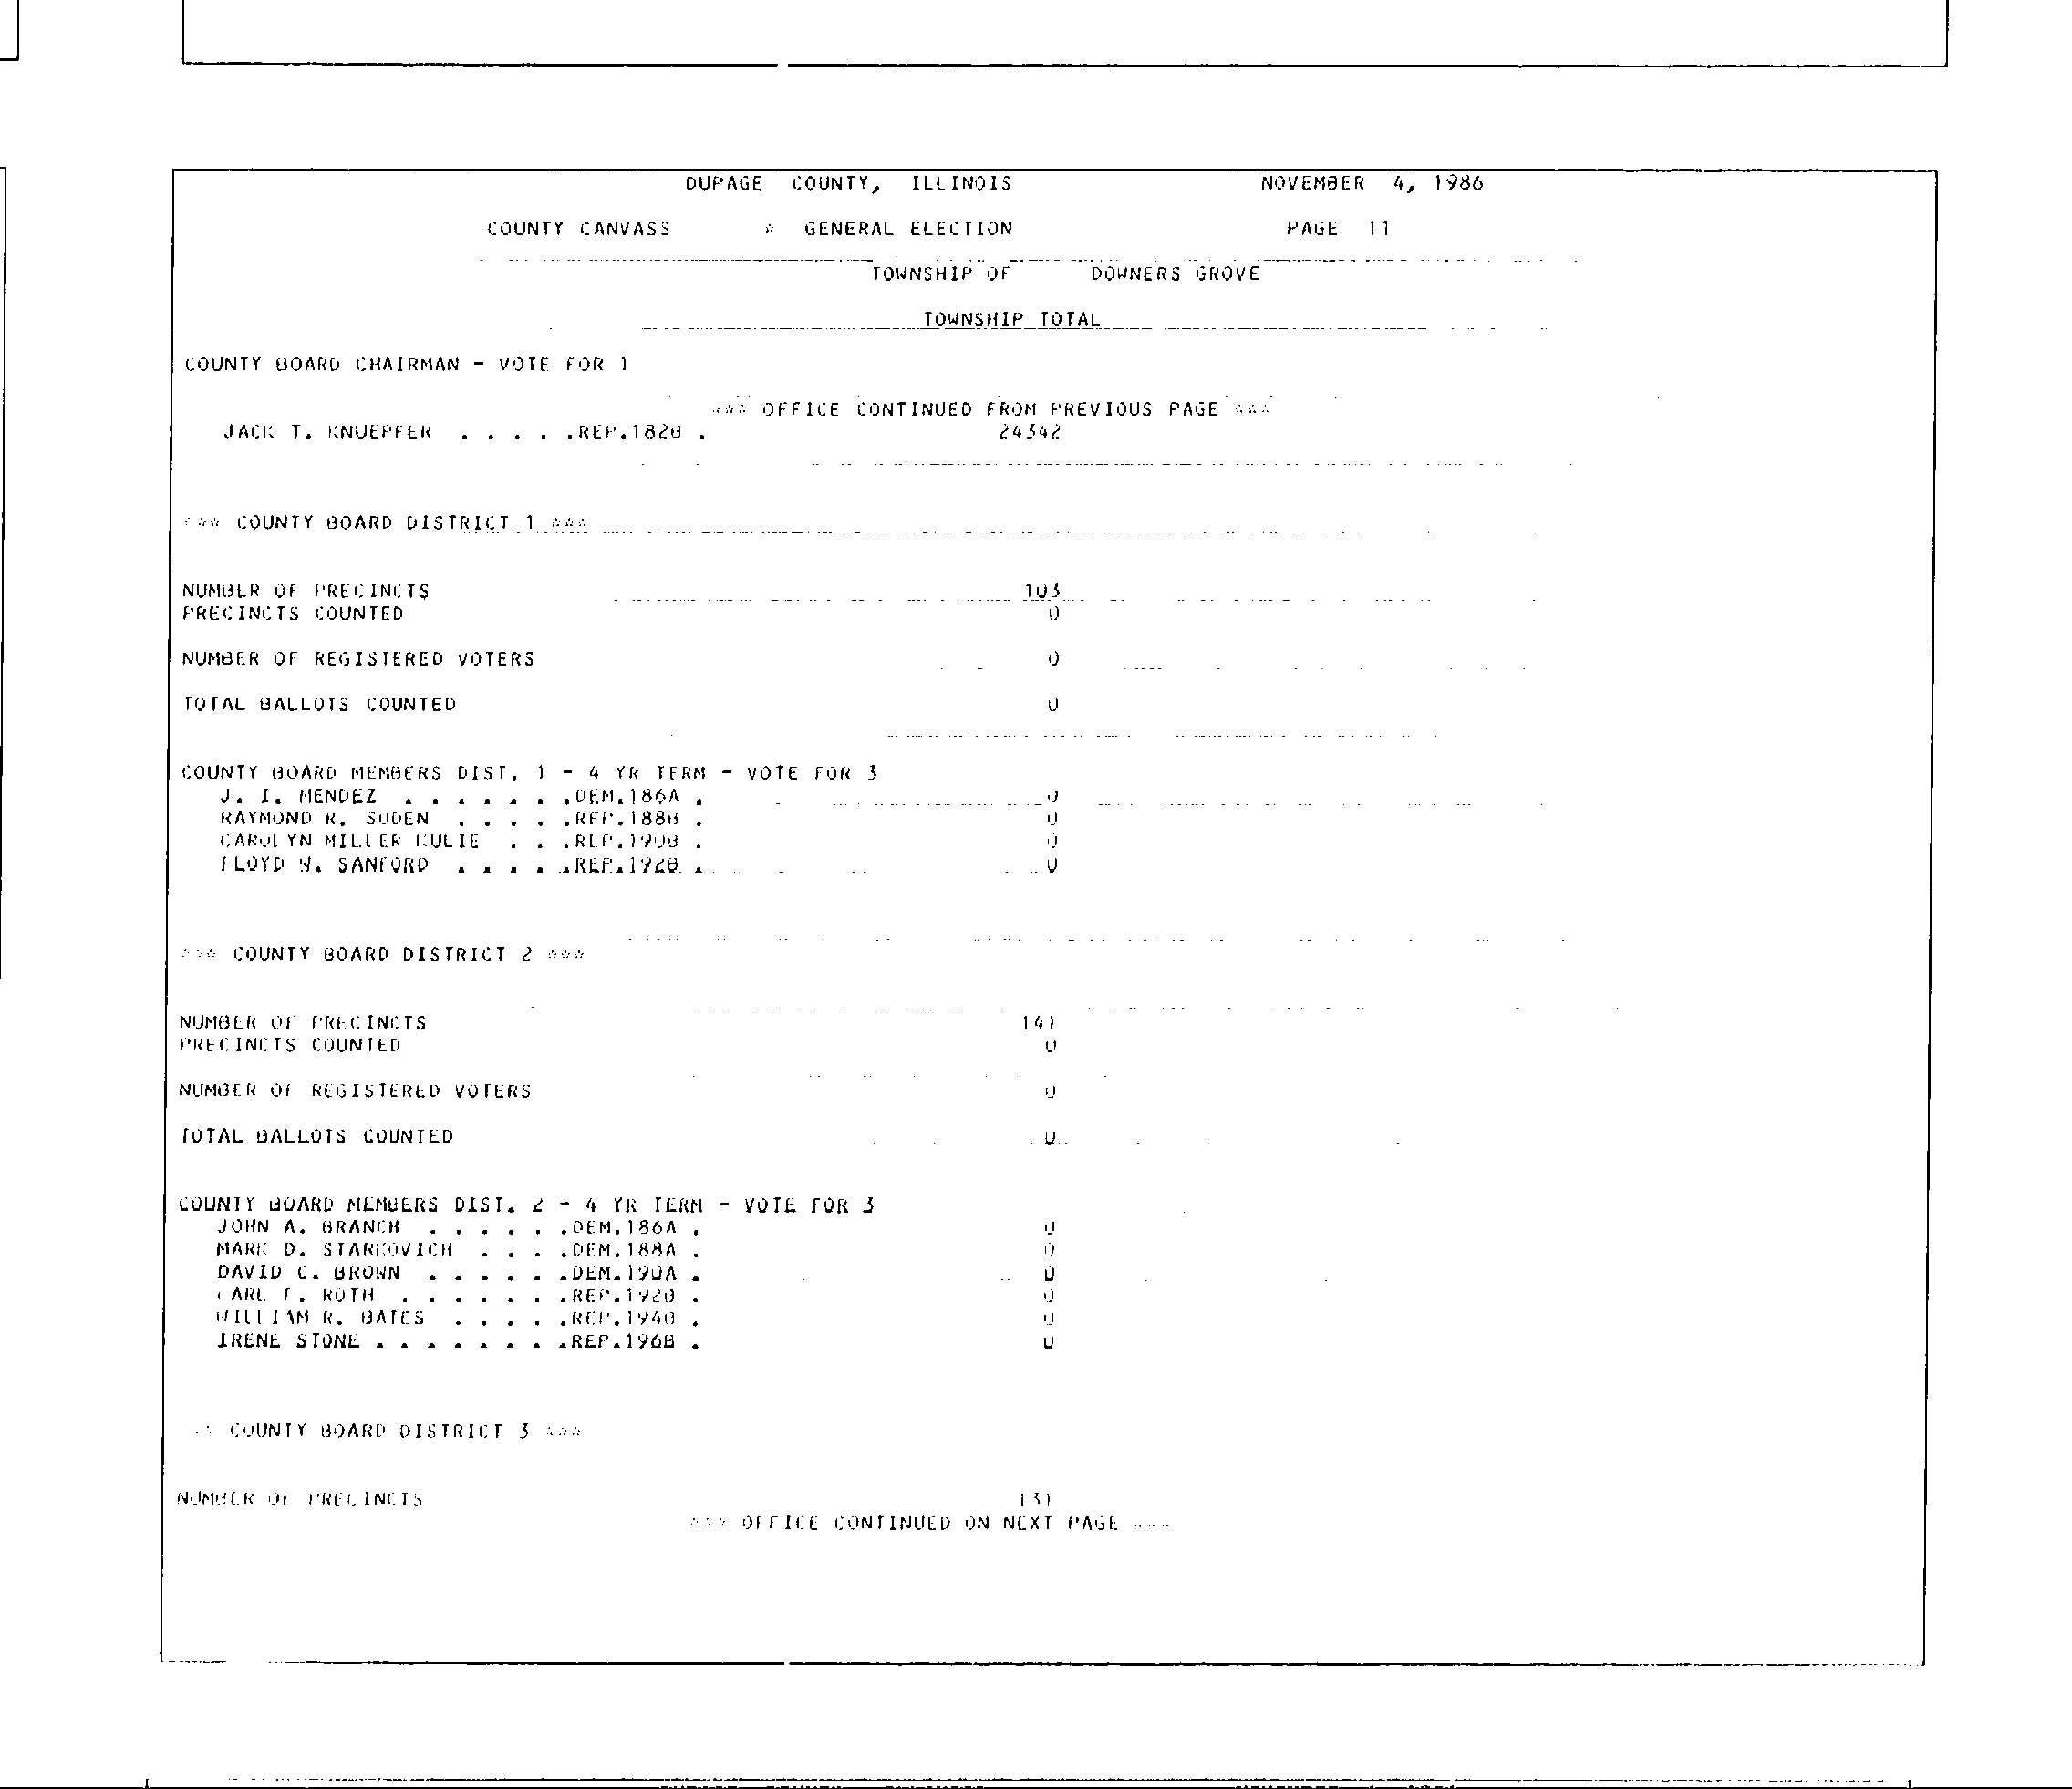 DUPAGE COUNTY, ILLINOIS NOVEMBER 4, 1986
COUNTY CANVASS * GENERAL ELECTION PAGE 11
TOWNSHIP OF DOWNERS GROVE
TOWNSHIP TOTAL
COUNTY BOARD CHAIRMAN - VOTE FOR 1
*** OFFICE CONTINUED FROM PREVIOUS PAGE ***
JACK T. KNUEPFER . . . . .REP.182B . 24342
*** COUNTY BOARD DISTRICT 1 ***
NUMBER OF PRECINCTS 103
PRECINCTS COUNTED 0
NUMBER OF REGISTERED VOTERS 0
TOTAL BALLOTS COUNTED 0
COUNTY BOARD MEMBERS DIST. 1 - 4 YR TERM - VOTE FOR 3
J. I. MENDEZ . . . . . . .DEM.186A . 0
RAYMOND R. SODEN . . . . .REP.188B . 0
CAROLYN MILLER KULIE . . .REP.190B . 0
FLOYD W. SANFORD . . . . .REP.192B . 0
*** COUNTY BOARD DISTRICT 2 ***
NUMBER OF PRECINCTS 141
PRECINCTS COUNTED 0
NUMBER OF REGISTERED VOTERS 0
TOTAL BALLOTS COUNTED 0
COUNTY BOARD MEMBERS DIST. 2 - 4 YR TERM - VOTE FOR 3
JOHN A. BRANCH . . . . . .DEM.186A . 0
MARK D. STARKOVICH . . . .DEM.188A . 0
DAVID C. BROWN . . . . . .DEM.190A . 0
CARL F. ROTH . . . . . . .REP.192B . 0
WILLIAM R. BATES . . . . .REP.194B . 0
IRENE STONE . . . . . . . .REP.196B . 0
*** COUNTY BOARD DISTRICT 3 ***
NUMBER OF PRECINCTS 131
*** OFFICE CONTINUED ON NEXT PAGE ***